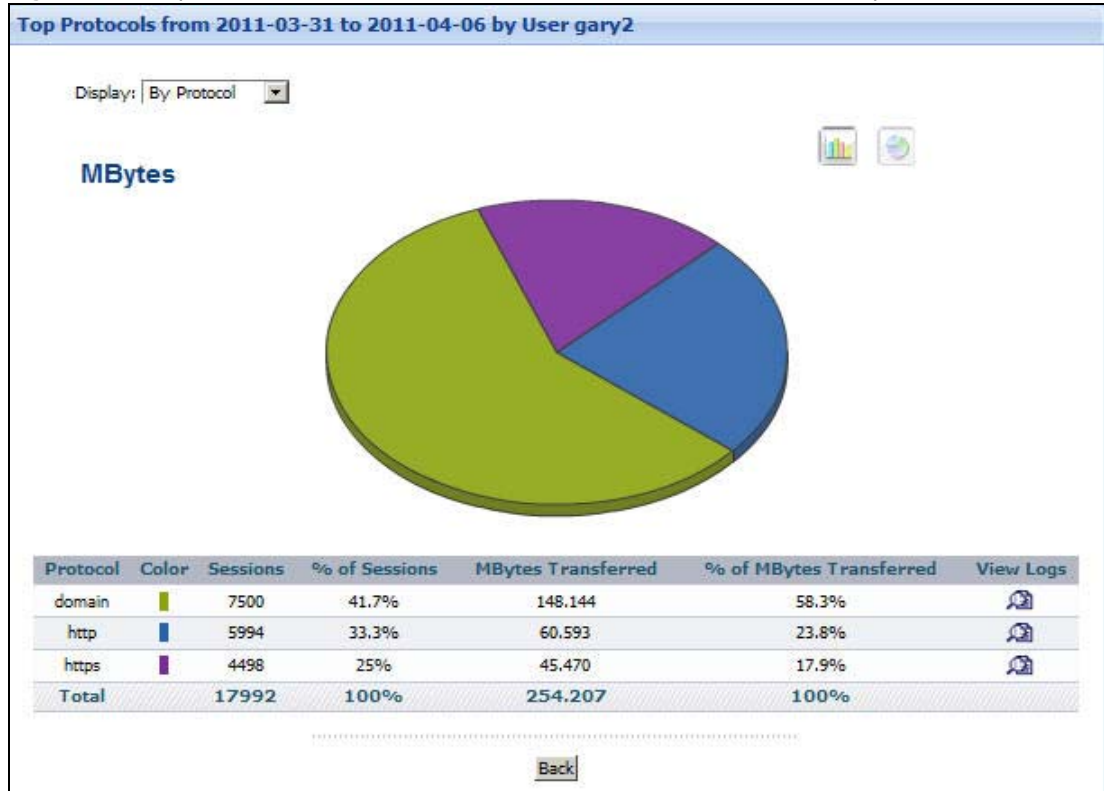 Top Protocols from 2011-03-31 to 2011-04-06 by User gary2
Display: By Protocol
MBytes
Protocol Color Sessions % of Sessions MBytes Transferred % of MBytes Transferred View Logs
domain 7500 41.7% 148.144 58.3%
http 5994 33.3% 60.593 23.8%
https 4498 25% 45.470 17.9%
Total 17992 100% 254.207 100%
Back